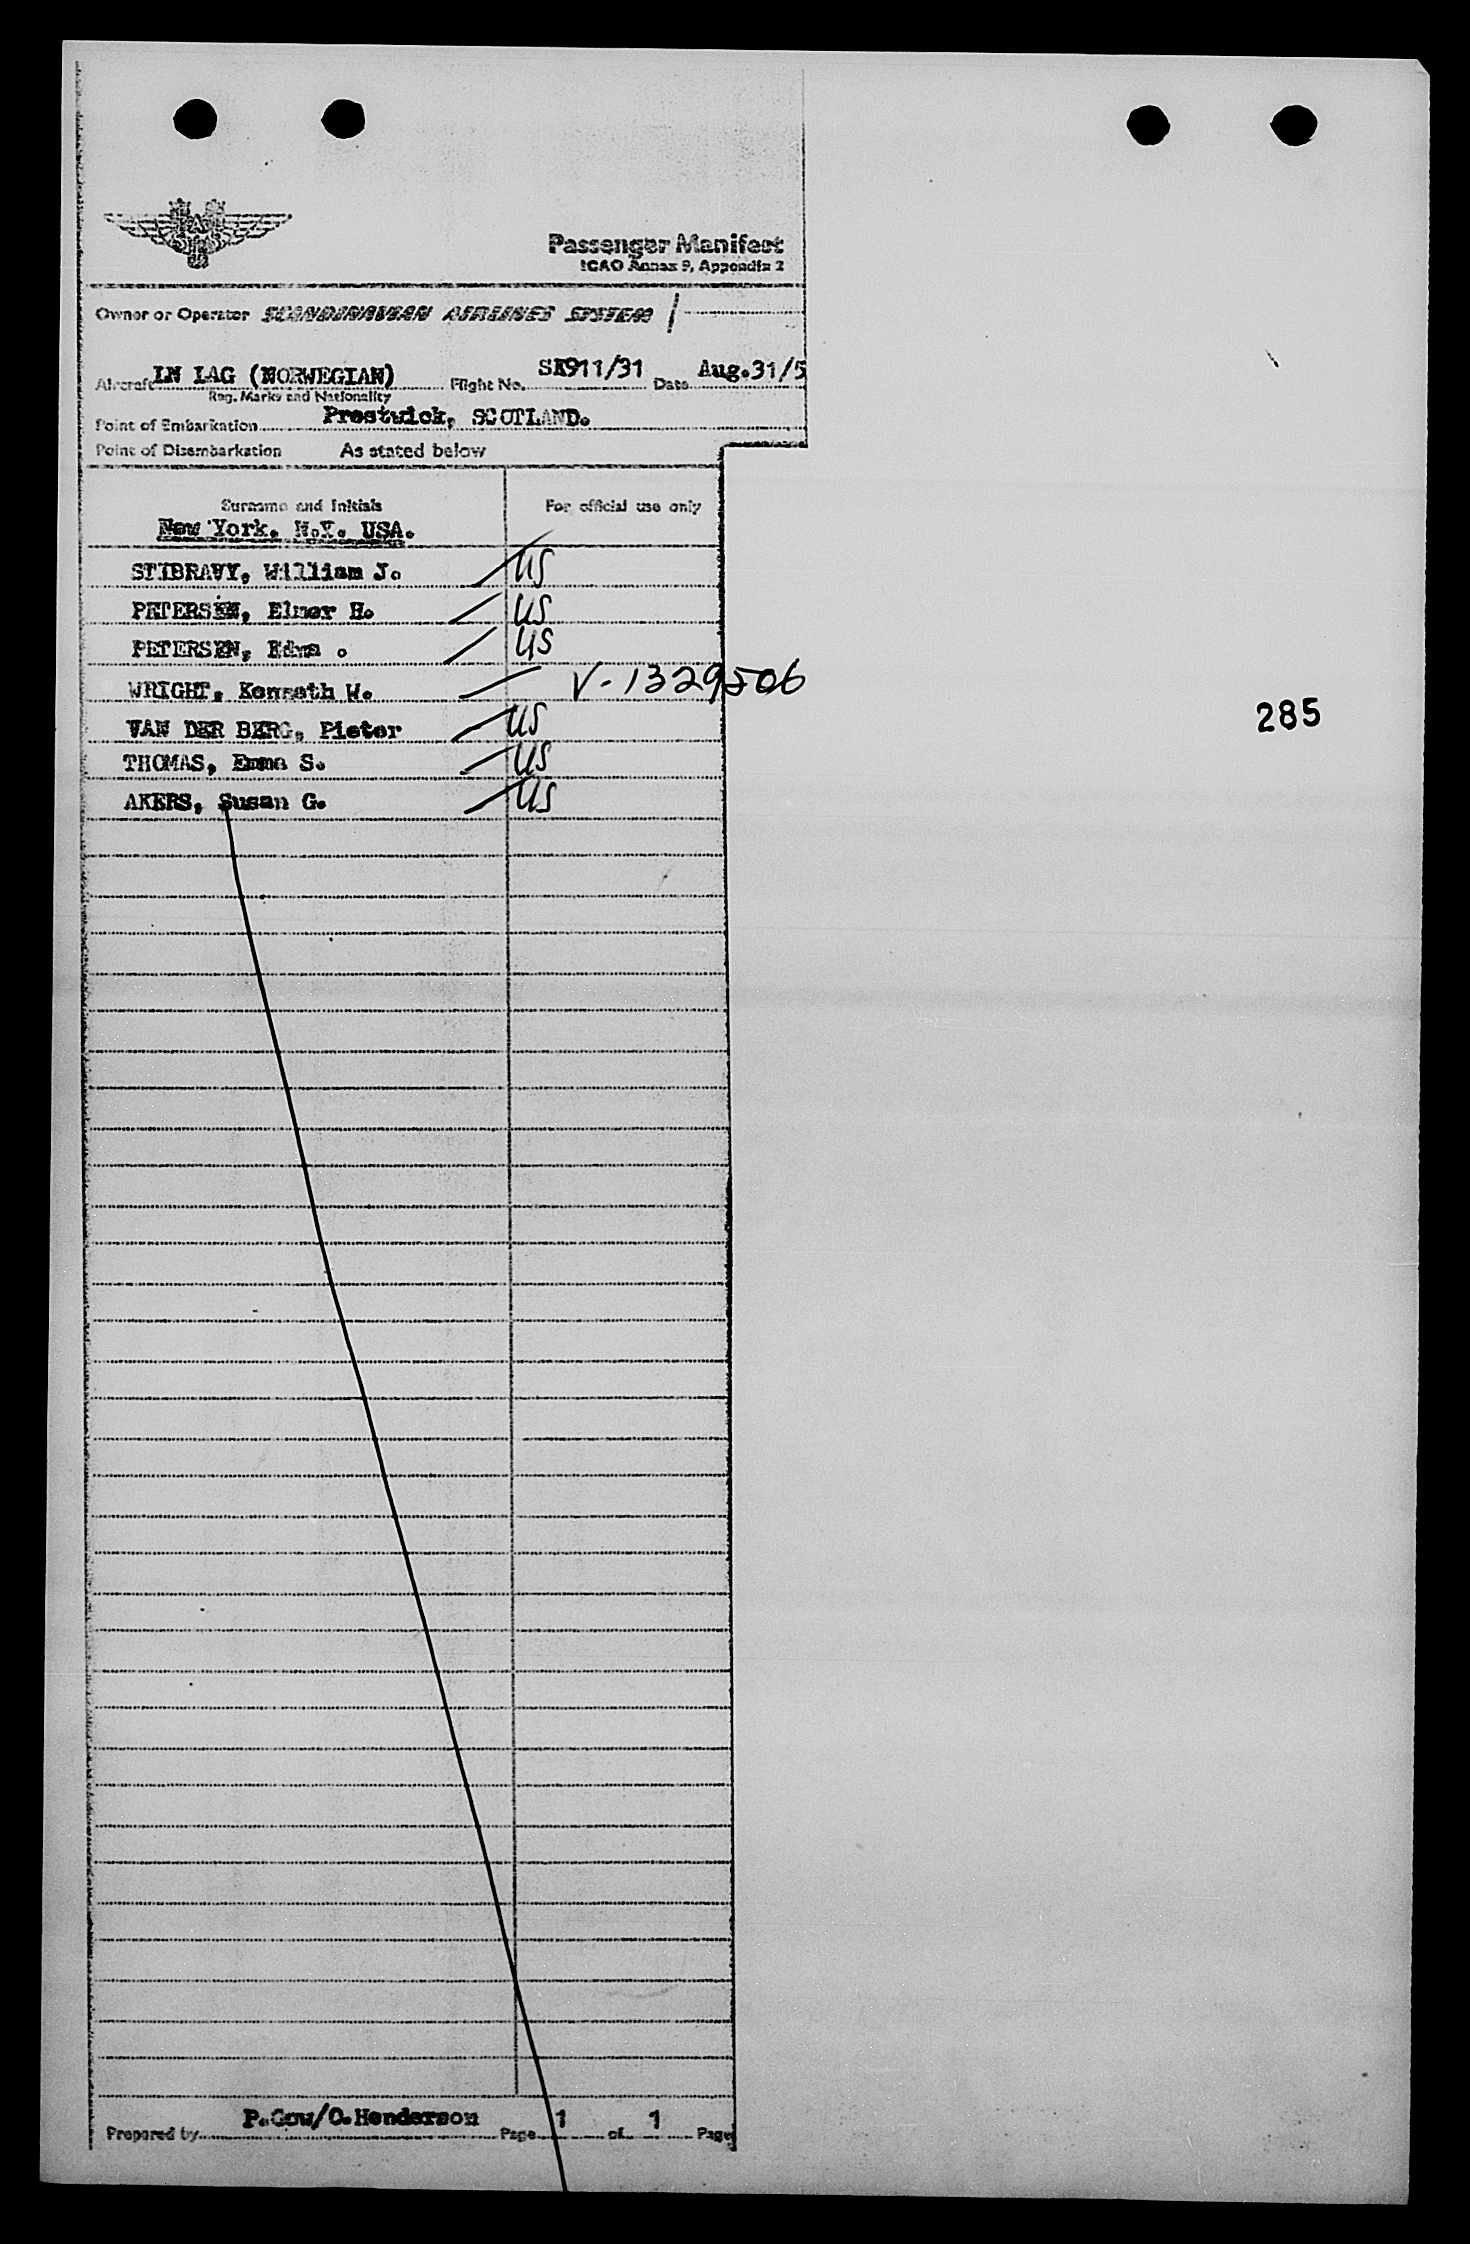 SAS
Passenger Manifest
ICAO Annex 9, Appendix 2
Owner or Operator SCANDINAVIAN AIRLINES SYSTEM /
Aircraft LN LAG (NORWEGIAN) Flight No. SK911/31 Date Aug.31/5
Reg. Marks and Nationality
Point of Embarkation Prestwick, SCOTLAND.
Point of Disembarkation As stated below
Surname and Initials For official use only
New York. N.Y. USA.
STIBRAVY, William J. US
PETERSEN, Elmer H. US
PETERSEN, Edna . US
WRIGHT, Kenneth W. V-1329506
VAN DER BERG, Pieter US
285
THOMAS, Emma S. US
AKERS, Susan G. US
P.Gow/C.Henderson
Prepared by Page 1 of 1 Page